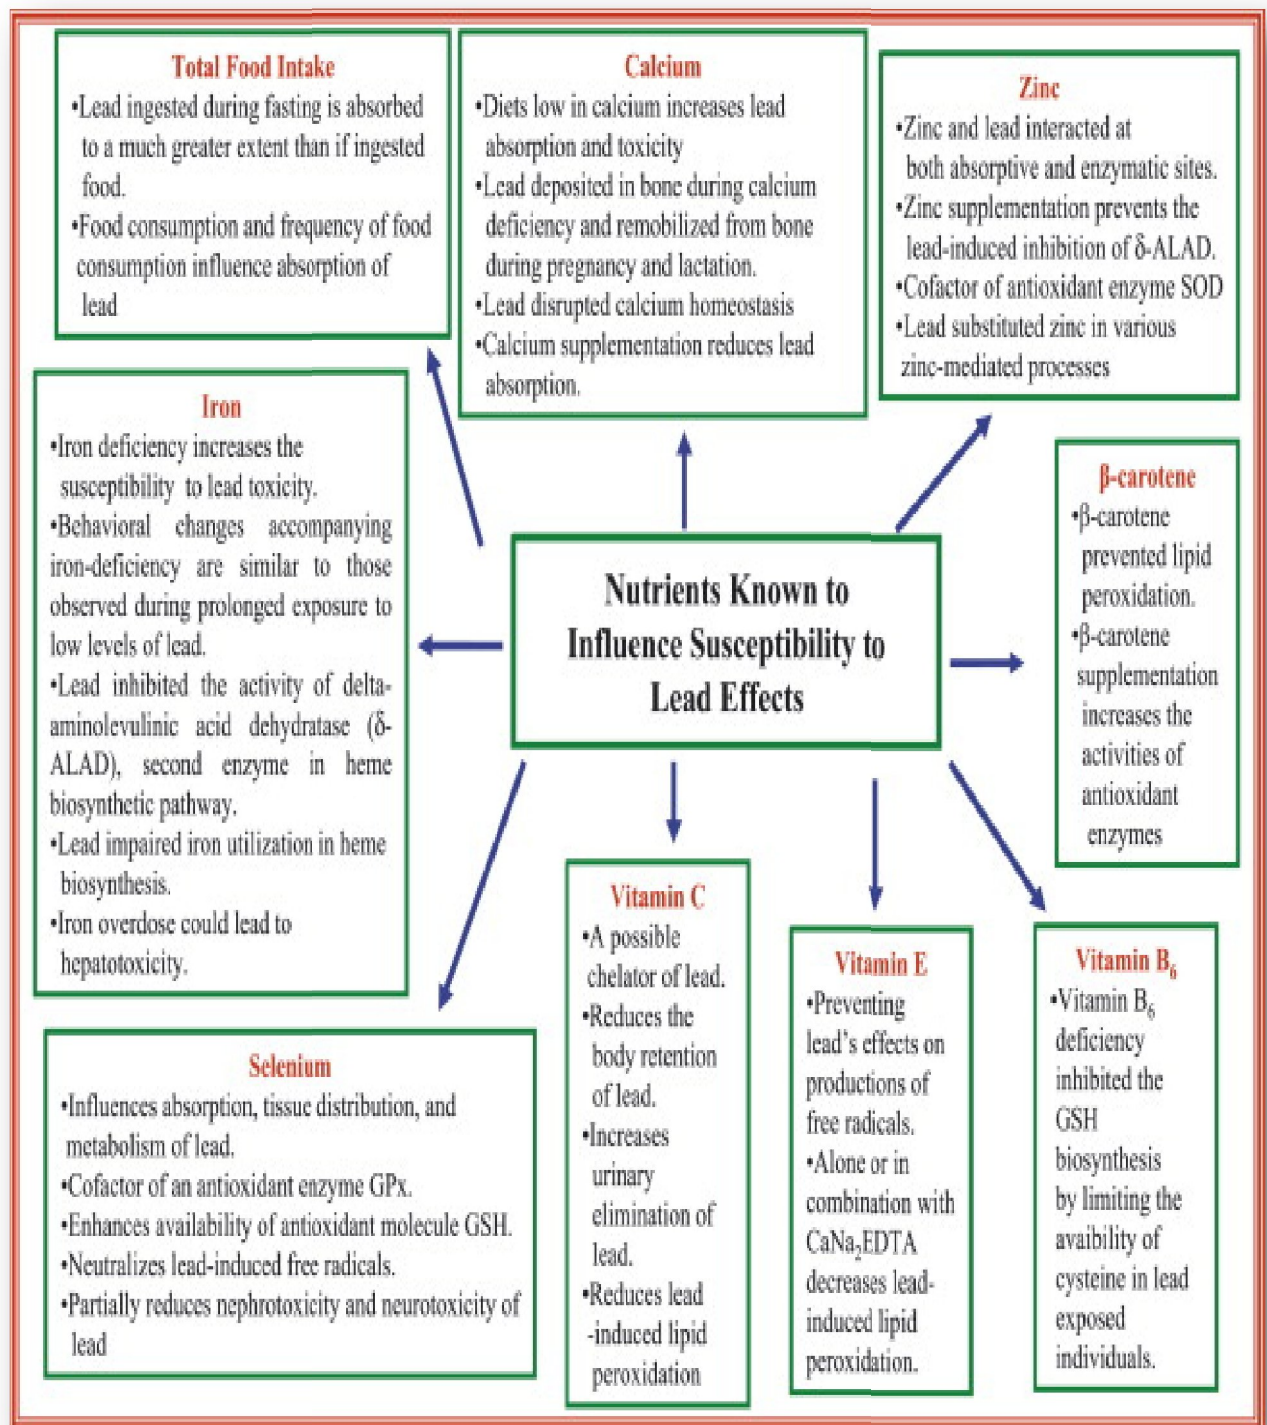 Total Food Intake
•Lead ingested during fasting is absorbed
to a much greater extent than if ingested
food.
•Food consumption and frequency of food
consumption influence absorption of
lead
Calcium
•Diets low in calcium increases lead
absorption and toxicity
•Lead deposited in bone during calcium
deficiency and remobilized from bone
during pregnancy and lactation.
•Lead disrupted calcium homeostasis
•Calcium supplementation reduces lead
absorption.
Zinc
•Zinc and lead interacted at
both absorptive and enzymatic sites.
•Zinc supplementation prevents the
lead-induced inhibition of δ-ALAD.
•Cofactor of antioxidant enzyme SOD
•Lead substituted zinc in various
zinc-mediated processes
Iron
•Iron deficiency increases the
susceptibility to lead toxicity.
•Behavioral changes accompanying
iron-deficiency are similar to those
observed during prolonged exposure to
low levels of lead.
•Lead inhibited the activity of delta-
aminolevulinic acid dehydratase (δ-
ALAD), second enzyme in heme
biosynthetic pathway.
•Lead impaired iron utilization in heme
biosynthesis.
•Iron overdose could lead to
hepatotoxicity.
Nutrients Known to
Influence Susceptibility to
Lead Effects
β-carotene
•β-carotene
prevented lipid
peroxidation.
•β-carotene
supplementation
increases the
activities of
antioxidant
enzymes
Selenium
•Influences absorption, tissue distribution, and
metabolism of lead.
•Cofactor of an antioxidant enzyme GPx.
•Enhances availability of antioxidant molecule GSH.
•Neutralizes lead-induced free radicals.
•Partially reduces nephrotoxicity and neurotoxicity of
lead
Vitamin C
•A possible
chelator of lead.
•Reduces the
body retention
of lead.
•Increases
urinary
elimination of
lead.
•Reduces lead
-induced lipid
peroxidation
Vitamin E
•Preventing
lead's effects on
productions of
free radicals.
•Alone or in
combination with
CaNa₂EDTA
decreases lead-
induced lipid
peroxidation.
Vitamin B₆
•Vitamin B₆
deficiency
inhibited the
GSH
biosynthesis
by limiting the
avaibility of
cysteine in lead
exposed
individuals.